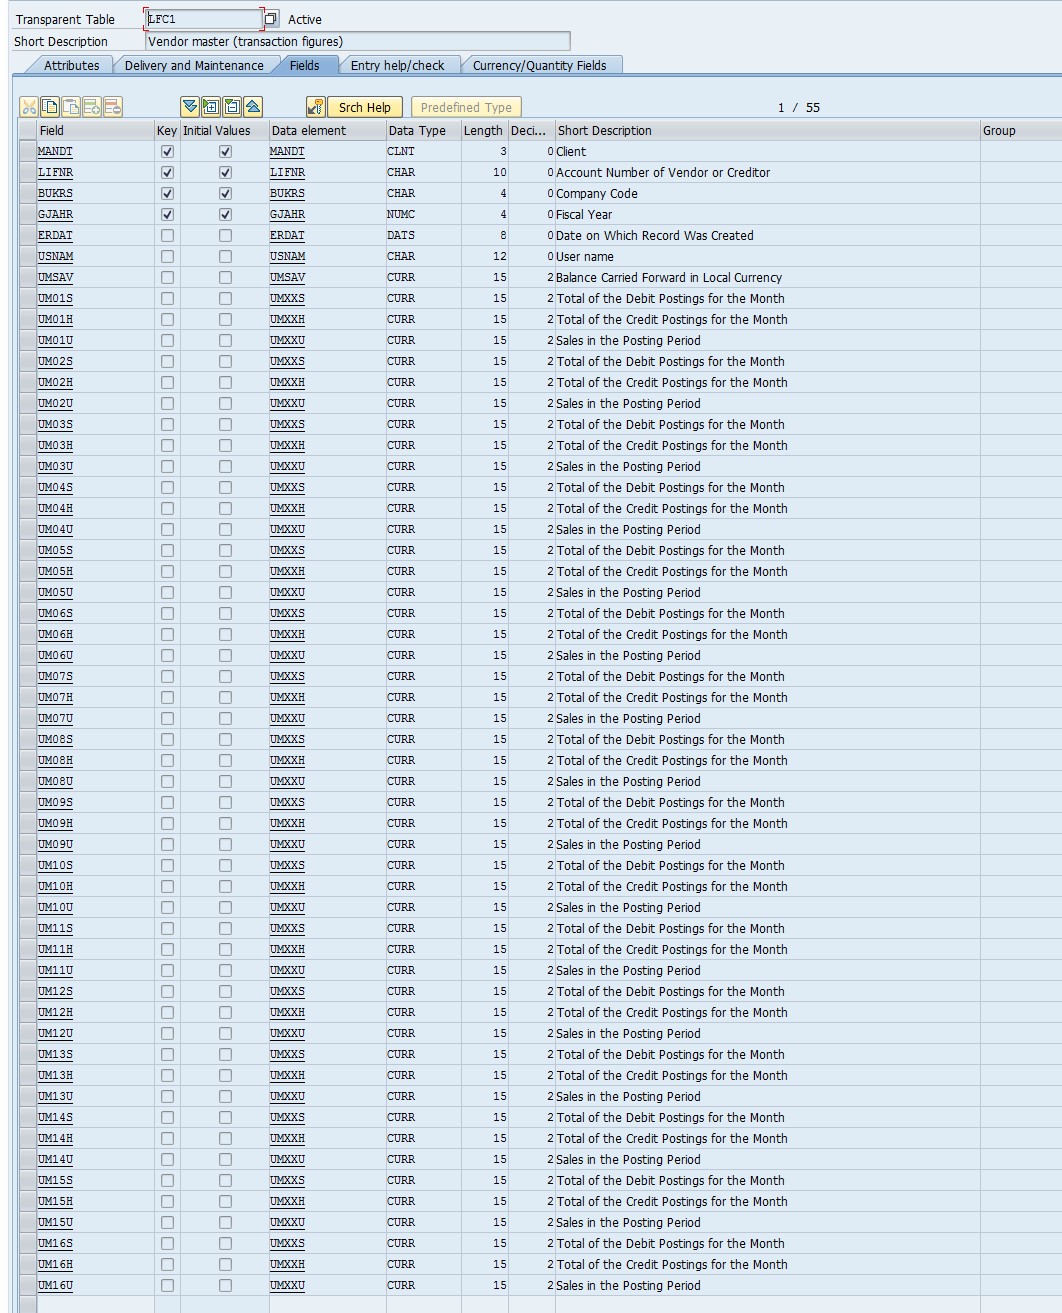 Transparent Table LFC1 Active
Short Description Vendor master (transaction figures)
Attributes Delivery and Maintenance Fields Entry help/check Currency/Quantity Fields
Srch Help Predefined Type 1 / 55
Field Key Initial Values Data element Data Type Length Deci... Short Description Group
MANDT MANDT CLNT 3 0 Client
LIFNR LIFNR CHAR 10 0 Account Number of Vendor or Creditor
BUKRS BUKRS CHAR 4 0 Company Code
GJAHR GJAHR NUMC 4 0 Fiscal Year
ERDAT ERDAT DATS 8 0 Date on Which Record Was Created
USNAM USNAM CHAR 12 0 User name
UMSAV UMSAV CURR 15 2 Balance Carried Forward in Local Currency
UM01S UMXXS CURR 15 2 Total of the Debit Postings for the Month
UM01H UMXXH CURR 15 2 Total of the Credit Postings for the Month
UM01U UMXXU CURR 15 2 Sales in the Posting Period
UM02S UMXXS CURR 15 2 Total of the Debit Postings for the Month
UM02H UMXXH CURR 15 2 Total of the Credit Postings for the Month
UM02U UMXXU CURR 15 2 Sales in the Posting Period
UM03S UMXXS CURR 15 2 Total of the Debit Postings for the Month
UM03H UMXXH CURR 15 2 Total of the Credit Postings for the Month
UM03U UMXXU CURR 15 2 Sales in the Posting Period
UM04S UMXXS CURR 15 2 Total of the Debit Postings for the Month
UM04H UMXXH CURR 15 2 Total of the Credit Postings for the Month
UM04U UMXXU CURR 15 2 Sales in the Posting Period
UM05S UMXXS CURR 15 2 Total of the Debit Postings for the Month
UM05H UMXXH CURR 15 2 Total of the Credit Postings for the Month
UM05U UMXXU CURR 15 2 Sales in the Posting Period
UM06S UMXXS CURR 15 2 Total of the Debit Postings for the Month
UM06H UMXXH CURR 15 2 Total of the Credit Postings for the Month
UM06U UMXXU CURR 15 2 Sales in the Posting Period
UM07S UMXXS CURR 15 2 Total of the Debit Postings for the Month
UM07H UMXXH CURR 15 2 Total of the Credit Postings for the Month
UM07U UMXXU CURR 15 2 Sales in the Posting Period
UM08S UMXXS CURR 15 2 Total of the Debit Postings for the Month
UM08H UMXXH CURR 15 2 Total of the Credit Postings for the Month
UM08U UMXXU CURR 15 2 Sales in the Posting Period
UM09S UMXXS CURR 15 2 Total of the Debit Postings for the Month
UM09H UMXXH CURR 15 2 Total of the Credit Postings for the Month
UM09U UMXXU CURR 15 2 Sales in the Posting Period
UM10S UMXXS CURR 15 2 Total of the Debit Postings for the Month
UM10H UMXXH CURR 15 2 Total of the Credit Postings for the Month
UM10U UMXXU CURR 15 2 Sales in the Posting Period
UM11S UMXXS CURR 15 2 Total of the Debit Postings for the Month
UM11H UMXXH CURR 15 2 Total of the Credit Postings for the Month
UM11U UMXXU CURR 15 2 Sales in the Posting Period
UM12S UMXXS CURR 15 2 Total of the Debit Postings for the Month
UM12H UMXXH CURR 15 2 Total of the Credit Postings for the Month
UM12U UMXXU CURR 15 2 Sales in the Posting Period
UM13S UMXXS CURR 15 2 Total of the Debit Postings for the Month
UM13H UMXXH CURR 15 2 Total of the Credit Postings for the Month
UM13U UMXXU CURR 15 2 Sales in the Posting Period
UM14S UMXXS CURR 15 2 Total of the Debit Postings for the Month
UM14H UMXXH CURR 15 2 Total of the Credit Postings for the Month
UM14U UMXXU CURR 15 2 Sales in the Posting Period
UM15S UMXXS CURR 15 2 Total of the Debit Postings for the Month
UM15H UMXXH CURR 15 2 Total of the Credit Postings for the Month
UM15U UMXXU CURR 15 2 Sales in the Posting Period
UM16S UMXXS CURR 15 2 Total of the Debit Postings for the Month
UM16H UMXXH CURR 15 2 Total of the Credit Postings for the Month
UM16U UMXXU CURR 15 2 Sales in the Posting Period